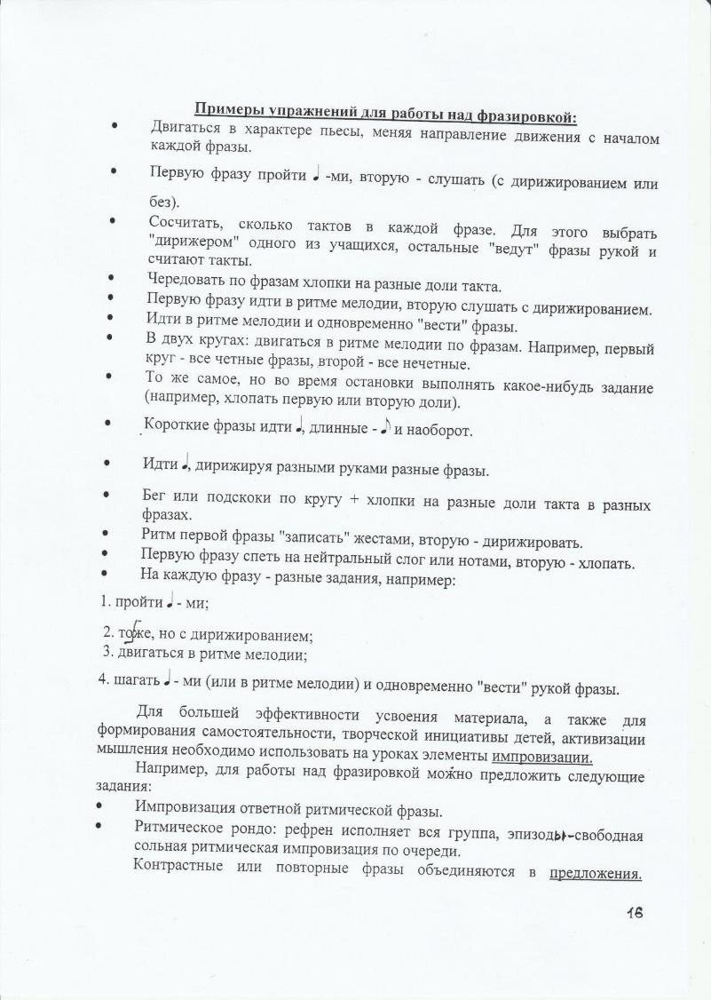 Примеры упражнений для работы над фразировкой:
• Двигаться в характере пьесы, меняя направление движения с началом
каждой фразы.
• Первую фразу пройти ♩ -ми, вторую - слушать (с дирижированием или
без).
• Сосчитать, сколько тактов в каждой фразе. Для этого выбрать
"дирижером" одного из учащихся, остальные "ведут" фразы рукой и
считают такты.
• Чередовать по фразам хлопки на разные доли такта.
• Первую фразу идти в ритме мелодии, вторую слушать с дирижированием.
• Идти в ритме мелодии и одновременно "вести" фразы.
• В двух кругах: двигаться в ритме мелодии по фразам. Например, первый
круг - все четные фразы, второй - все нечетные.
• То же самое, но во время остановки выполнять какое-нибудь задание
(например, хлопать первую или вторую доли).
• Короткие фразы идти ♩, длинные - ♪ и наоборот.
• Идти ♩, дирижируя разными руками разные фразы.
• Бег или подскоки по кругу + хлопки на разные доли такта в разных
фразах.
• Ритм первой фразы "записать" жестами, вторую - дирижировать.
• Первую фразу спеть на нейтральный слог или нотами, вторую - хлопать.
• На каждую фразу - разные задания, например:
1. пройти ♩ - ми;
2. тоже, но с дирижированием;
3. двигаться в ритме мелодии;
4. шагать ♩ - ми (или в ритме мелодии) и одновременно "вести" рукой фразы.
Для большей эффективности усвоения материала, а также для
формирования самостоятельности, творческой инициативы детей, активизации
мышления необходимо использовать на уроках элементы импровизации.
Например, для работы над фразировкой можно предложить следующие
задания:
• Импровизация ответной ритмической фразы.
• Ритмическое рондо: рефрен исполняет вся группа, эпизоды-свободная
сольная ритмическая импровизация по очереди.
Контрастные или повторные фразы объединяются в предложения.
16